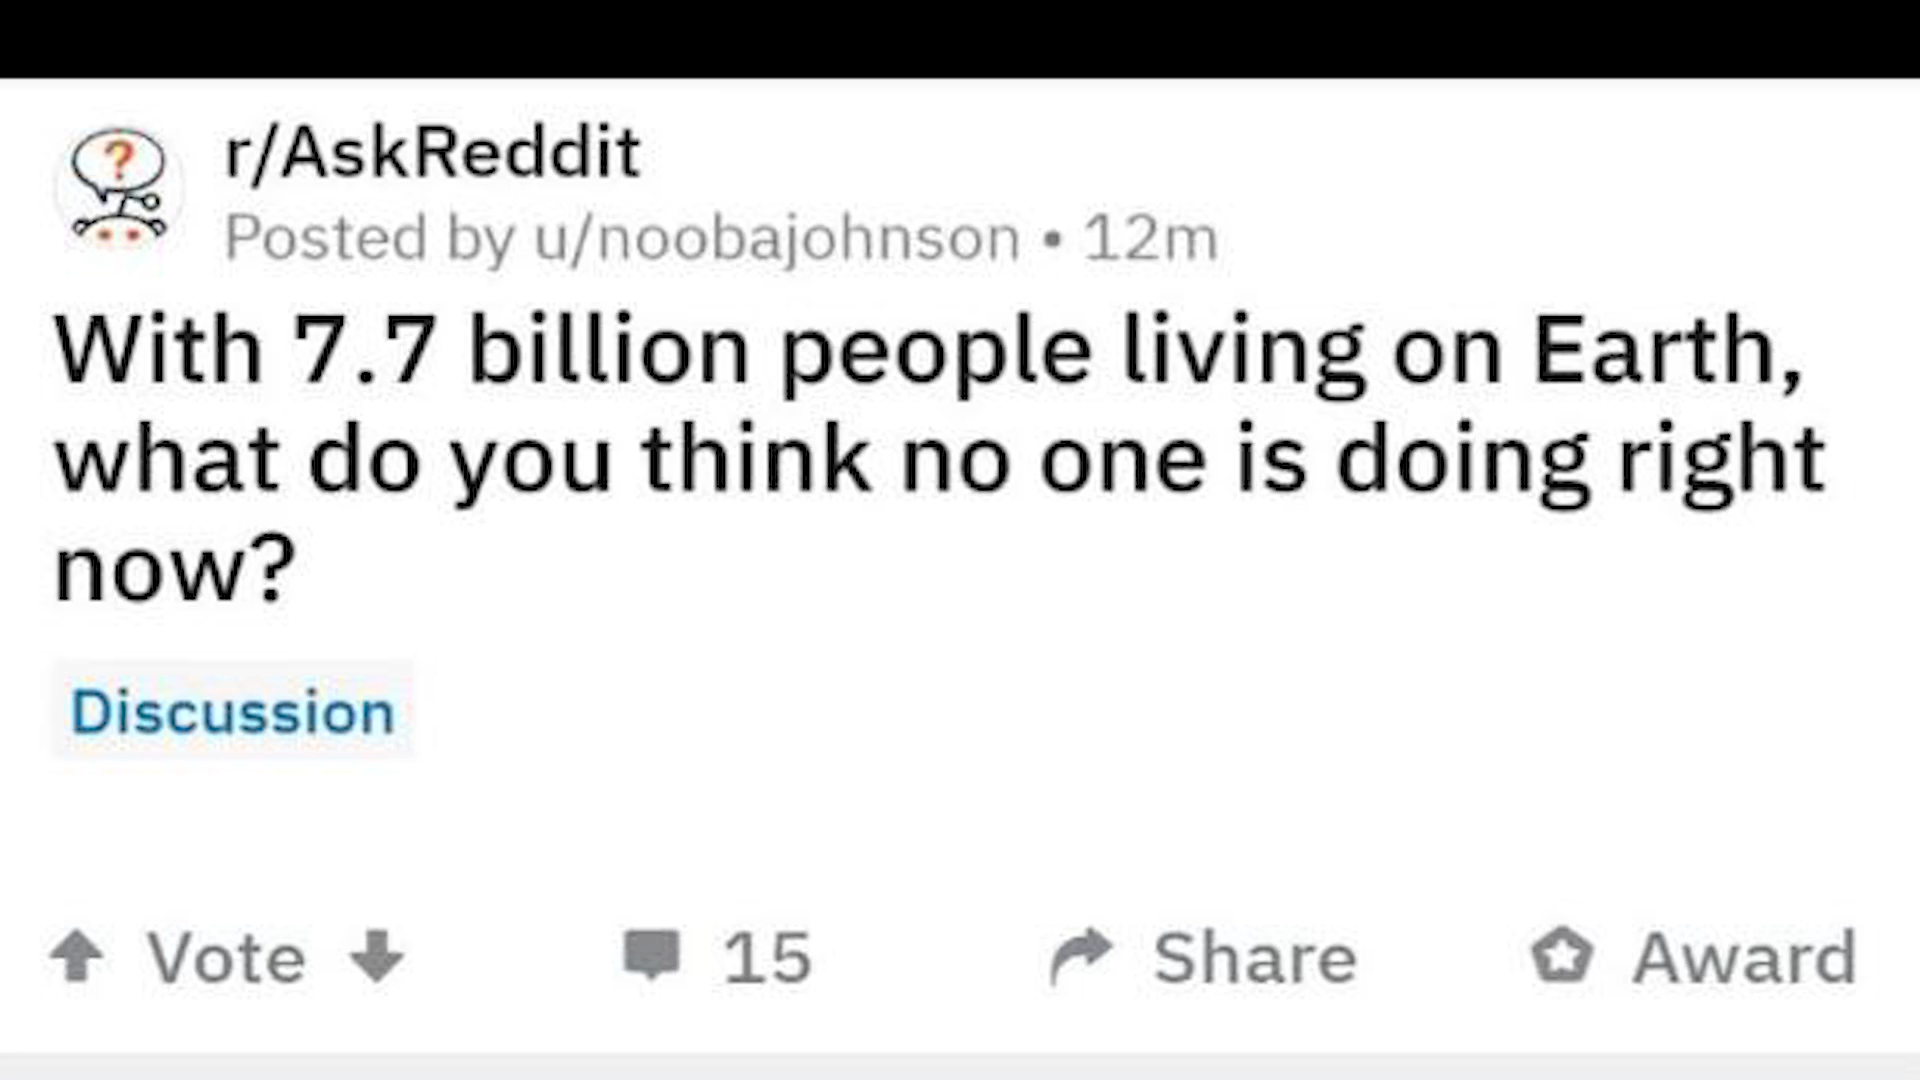 ?
r/AskReddit
Posted by u/noobajohnson • 12m
With 7.7 billion people living on Earth,
what do you think no one is doing right
now?
Discussion
Vote
15
Share
Award